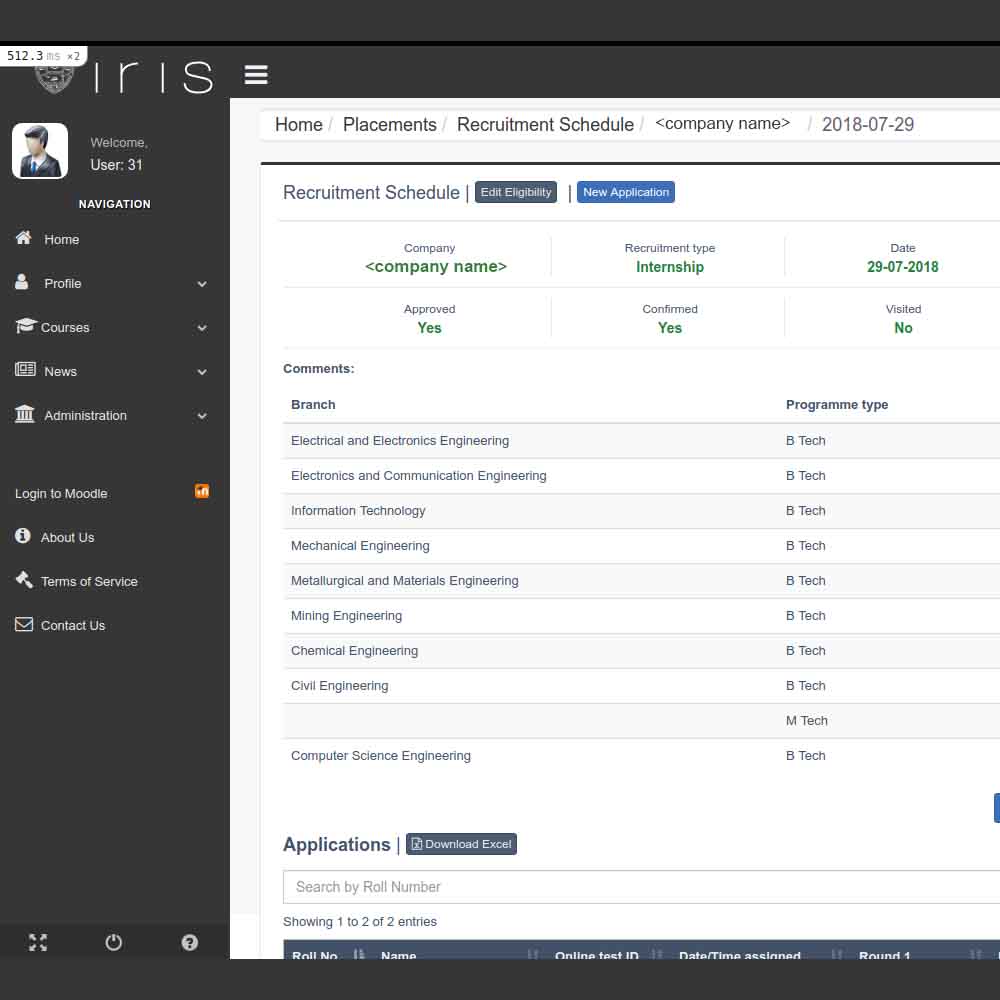 512.3 ms ×2
iris
Home / Placements / Recruitment Schedule / <company name> / 2018-07-29
Welcome,
User: 31
NAVIGATION
Home
Profile
Courses
News
Administration
Login to Moodle
About Us
Terms of Service
Contact Us
Recruitment Schedule | Edit Eligibility | New Application
Company Recruitment type Date
<company name> Internship 29-07-2018
Approved Confirmed Visited
Yes Yes No
Comments:
Branch Programme type
Electrical and Electronics Engineering B Tech
Electronics and Communication Engineering B Tech
Information Technology B Tech
Mechanical Engineering B Tech
Metallurgical and Materials Engineering B Tech
Mining Engineering B Tech
Chemical Engineering B Tech
Civil Engineering B Tech
M Tech
Computer Science Engineering B Tech
Applications | Download Excel
Search by Roll Number
Showing 1 to 2 of 2 entries
Roll No Name Online test ID Date/Time assigned Round 1